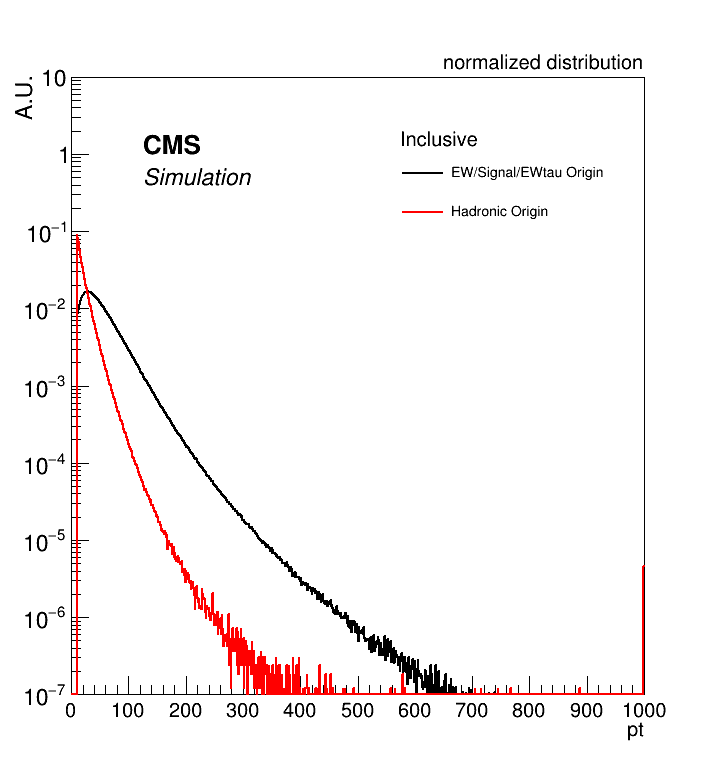 normalized distribution
A.U.
CMS
Simulation
Inclusive
EW/Signal/EWtau Origin
Hadronic Origin
10
1
10⁻¹
10⁻²
10⁻³
10⁻⁴
10⁻⁵
10⁻⁶
10⁻⁷
0 100 200 300 400 500 600 700 800 900 1000
pt